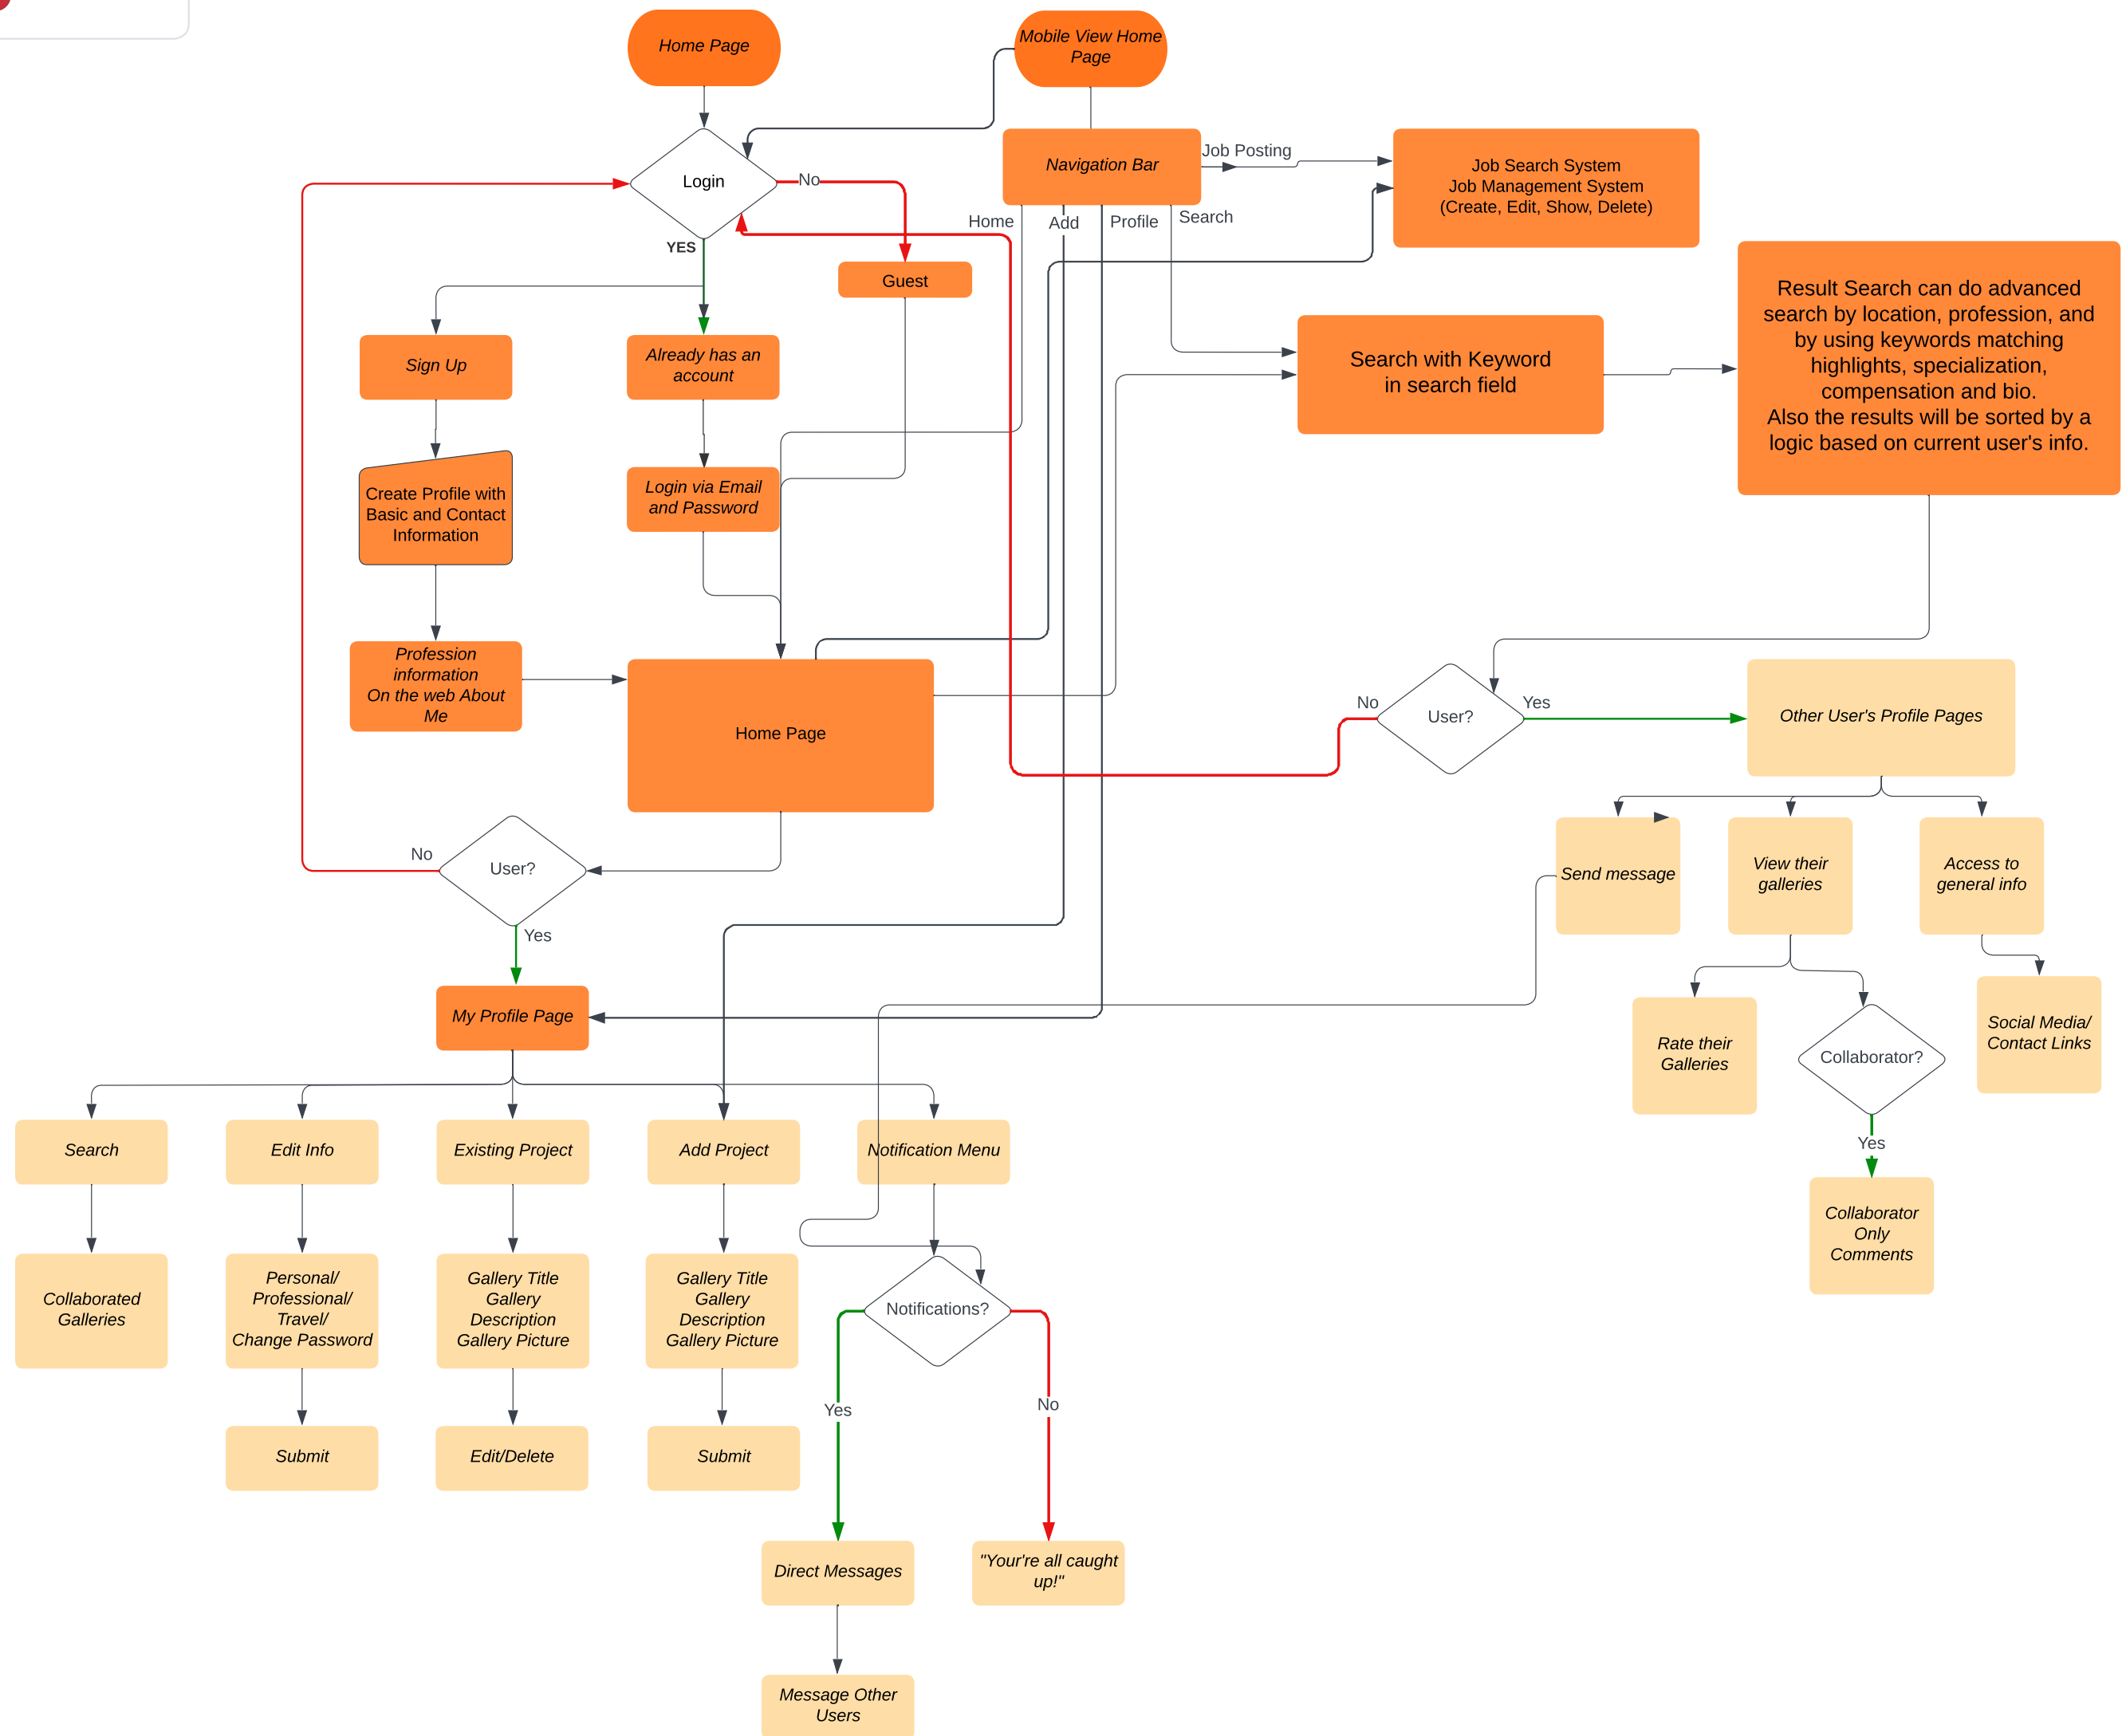 Home Page
Mobile View Home
Page
Login
No
Navigation Bar
Job Posting
Job Search System
Job Management System
(Create, Edit, Show, Delete)
Home
Add
Profile
Search
YES
Guest
Sign Up
Already has an
account
Search with Keyword
in search field
Result Search can do advanced
search by location, profession, and
by using keywords matching
highlights, specialization,
compensation and bio.
Also the results will be sorted by a
logic based on current user's info.
Create Profile with
Basic and Contact
Information
Login via Email
and Password
Profession
information
On the web About
Me
Home Page
No
User?
Yes
Other User's Profile Pages
No
User?
Yes
Send message
View their
galleries
Access to
general info
My Profile Page
Rate their
Galleries
Collaborator?
Social Media/
Contact Links
Yes
Collaborator
Only
Comments
Search
Edit Info
Existing Project
Add Project
Notification Menu
Collaborated
Galleries
Personal/
Professional/
Travel/
Change Password
Gallery Title
Gallery
Description
Gallery Picture
Gallery Title
Gallery
Description
Gallery Picture
Notifications?
Yes
No
Submit
Edit/Delete
Submit
Direct Messages
"Your're all caught
up!"
Message Other
Users